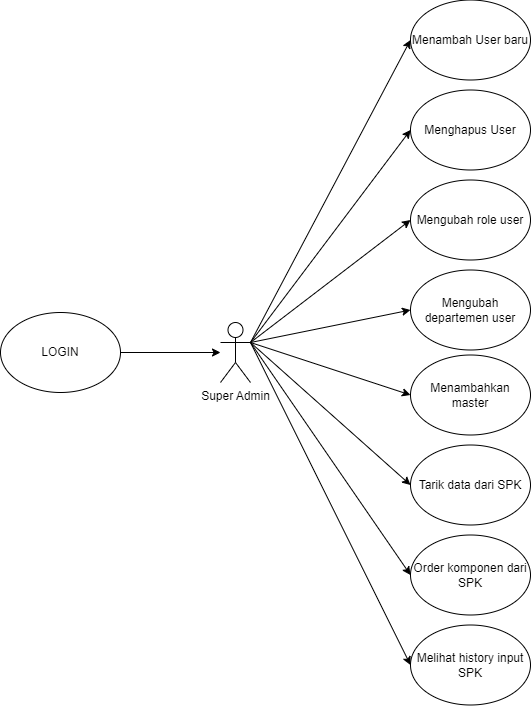 Menambah User baru
Menghapus User
Mengubah role user
Mengubah
departemen user
LOGIN
Super Admin
Menambahkan
master
Tarik data dari SPK
Order komponen dari
SPK
Melihat history input
SPK